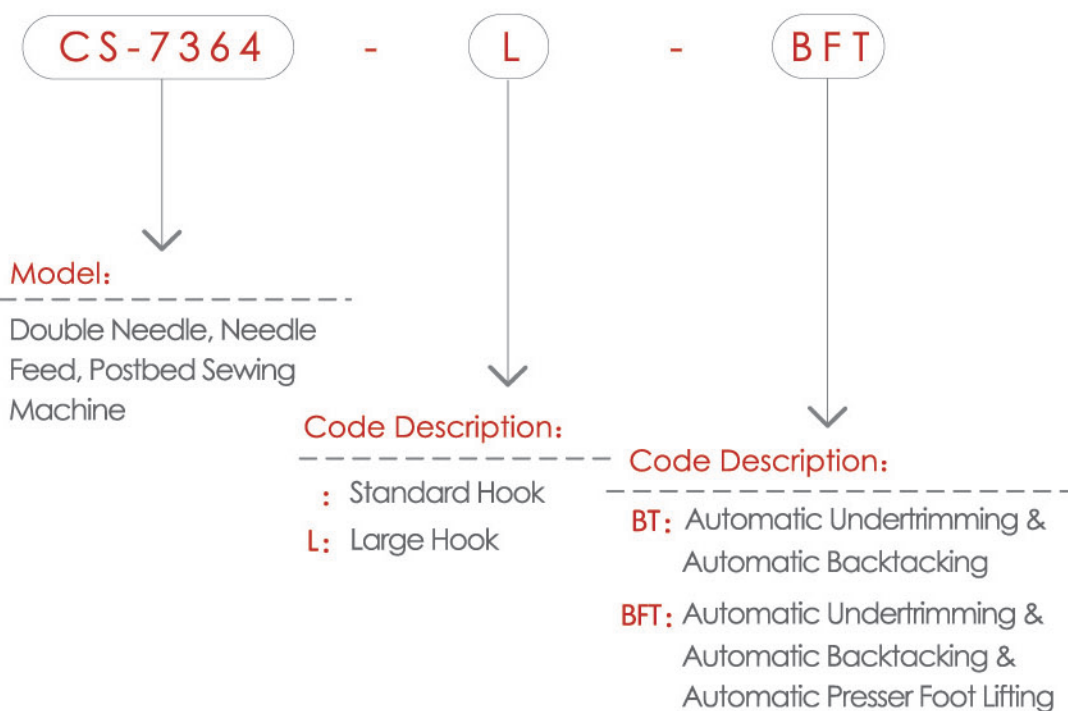 CS-7364 - L - BFT
Model:
Double Needle, Needle
Feed, Postbed Sewing
Machine
Code Description:
: Standard Hook
L: Large Hook
Code Description:
BT: Automatic Undertrimming &
Automatic Backtacking
BFT: Automatic Undertrimming &
Automatic Backtacking &
Automatic Presser Foot Lifting